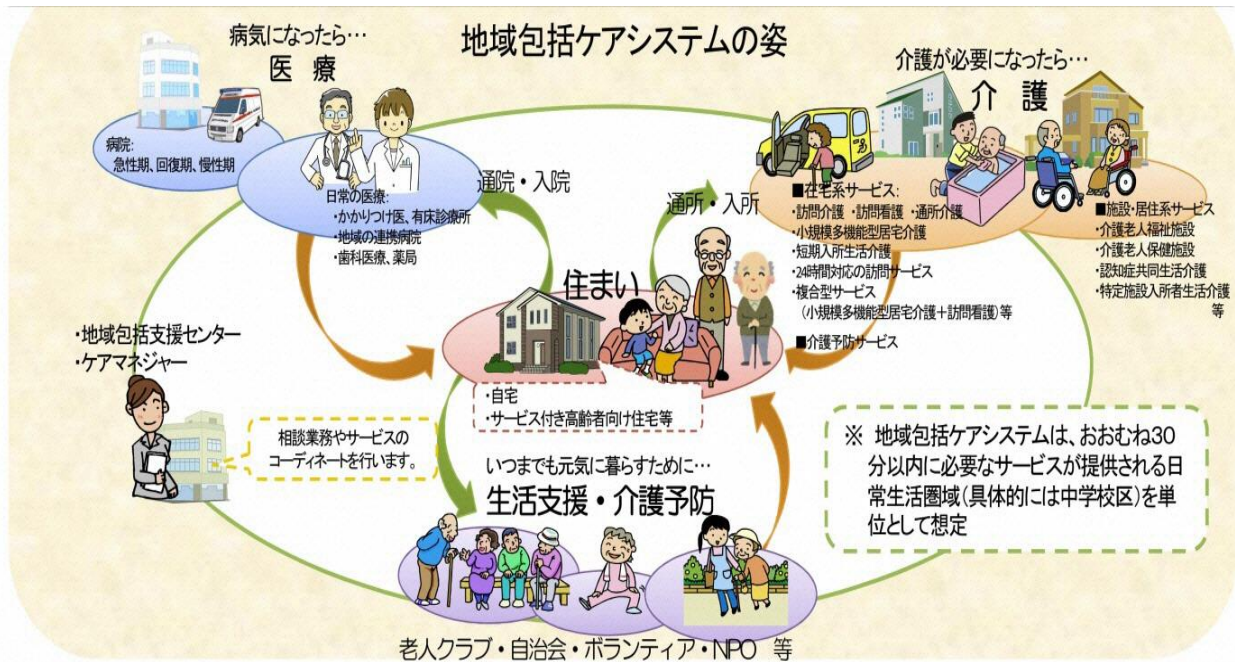 地域包括ケアシステムの姿
病気になったら…
医 療
病院:
急性期、回復期、慢性期
日常の医療:
・かかりつけ医、有床診療所
・地域の連携病院
・歯科医療、薬局
通院・入院
通所・入所
介護が必要になったら…
介 護
■在宅系サービス:
・訪問介護 ・訪問看護 ・通所介護
・小規模多機能型居宅介護
・短期入所生活介護
・24時間対応の訪問サービス
・複合型サービス
(小規模多機能型居宅介護+訪問看護)等
■介護予防サービス
■施設・居住系サービス
・介護老人福祉施設
・介護老人保健施設
・認知症共同生活介護
・特定施設入所者生活介護
等
住まい
・自宅
・サービス付き高齢者向け住宅等
・地域包括支援センター
・ケアマネジャー
相談業務やサービスの
コーディネートを行います。
いつまでも元気に暮らすために…
生活支援・介護予防
老人クラブ・自治会・ボランティア・NPO 等
※ 地域包括ケアシステムは、おおむね30
分以内に必要なサービスが提供される日
常生活圏域(具体的には中学校区)を単
位として想定